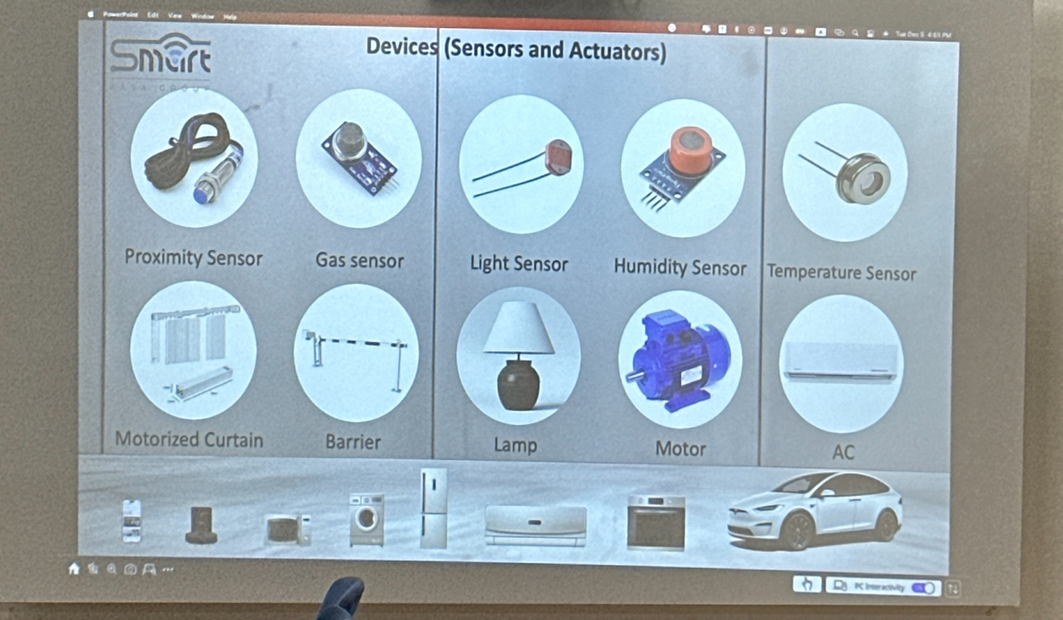 PowerPoint Edit View Window Help
Smart
Devices (Sensors and Actuators)
Proximity Sensor
Gas sensor
Light Sensor
Humidity Sensor
Temperature Sensor
Motorized Curtain
Barrier
Lamp
Motor
AC
PC Interactivity